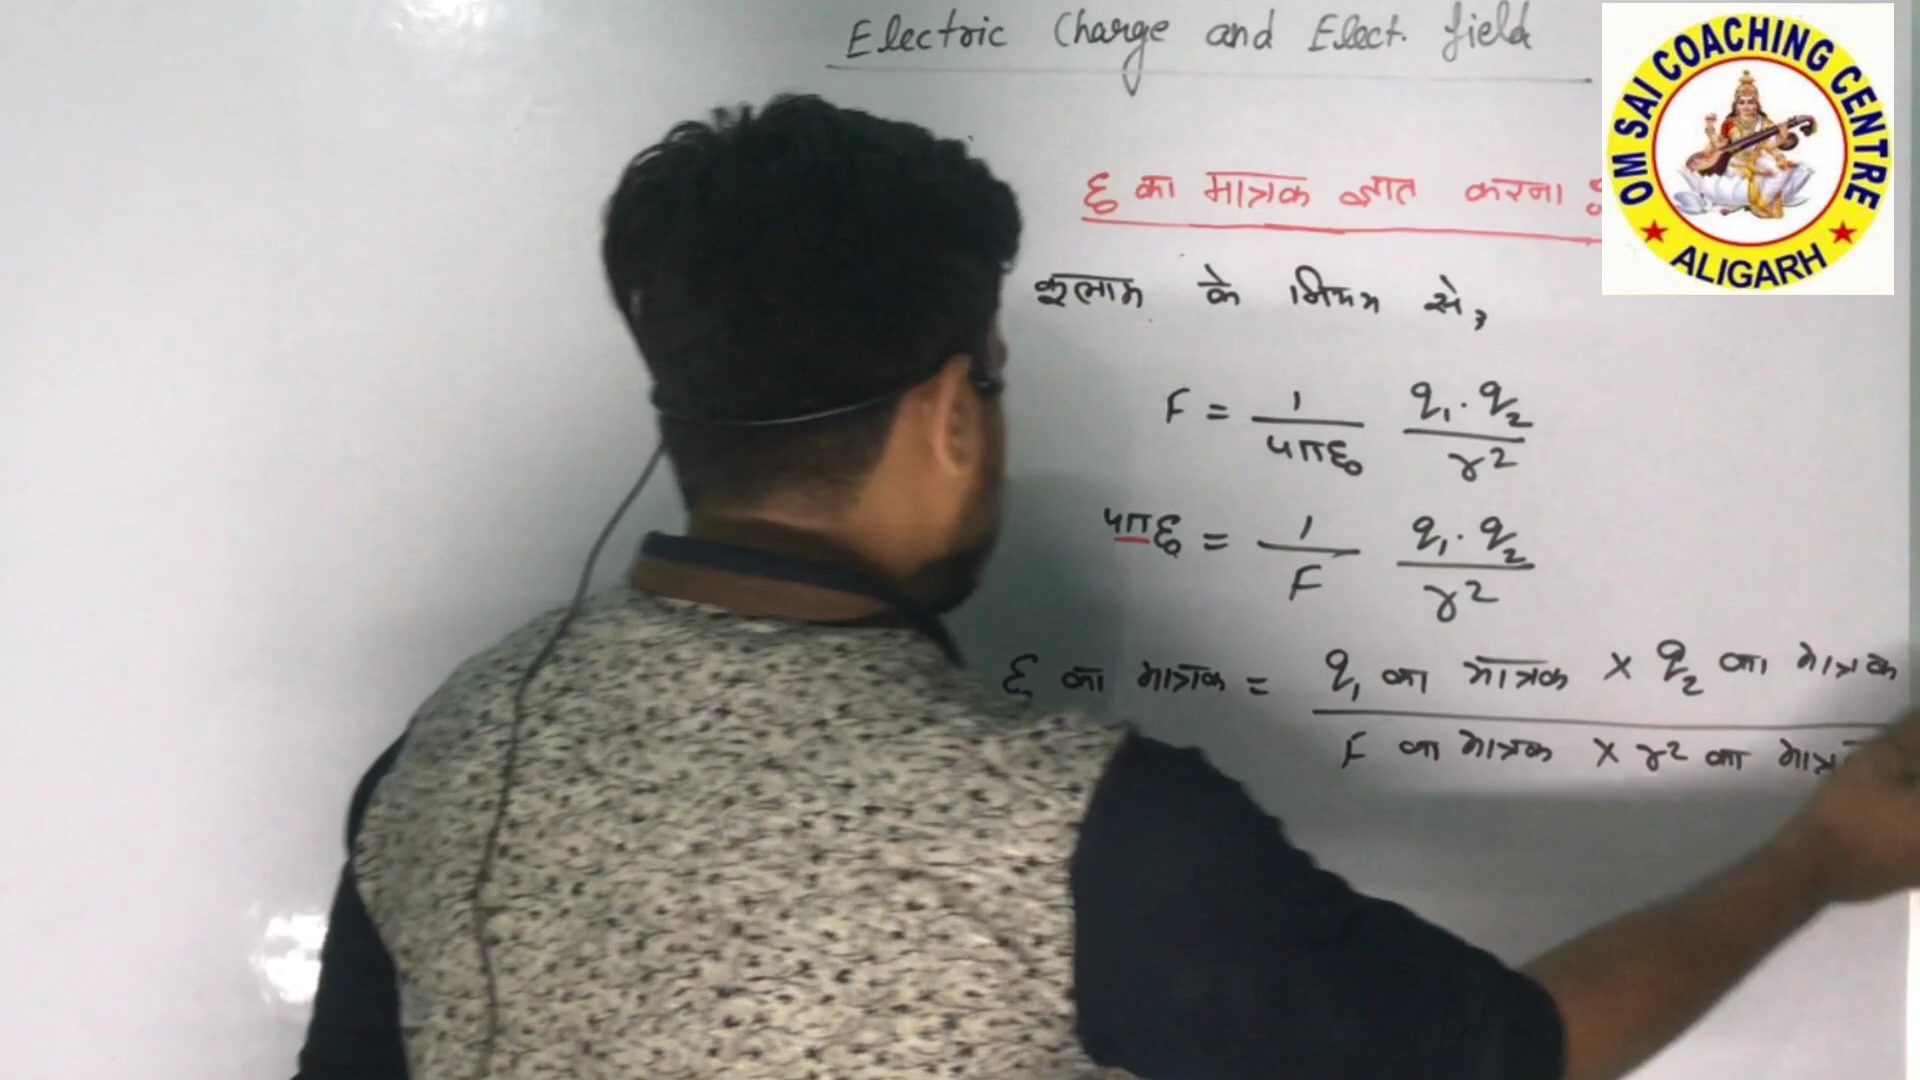 Electric Charge and Elect. field
OM SAI COACHING CENTRE
ALIGARH
ε₀ का मात्रक ज्ञात करना :
कूलाम के नियम से,
F = 1/4πε₀ q₁·q₂/r²
4πε₀ = 1/F q₁·q₂/r²
ε₀ का मात्रक = q₁ का मात्रक × q₂ का मात्रक
F का मात्रक × r² का मात्र